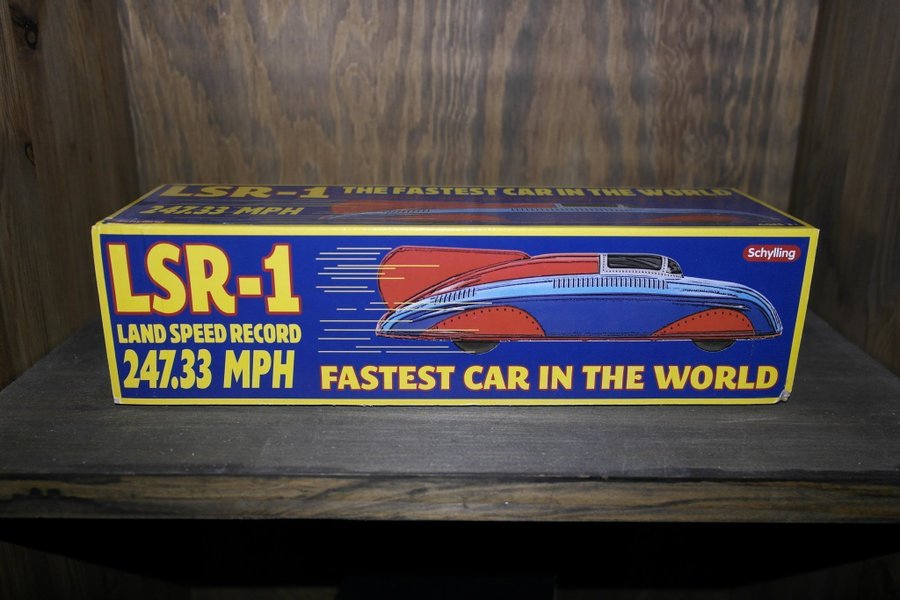 LSR-1 THE FASTEST CAR IN THE WORLD
247.33 MPH
LSR-1
LAND SPEED RECORD
247.33 MPH
Schylling
FASTEST CAR IN THE WORLD